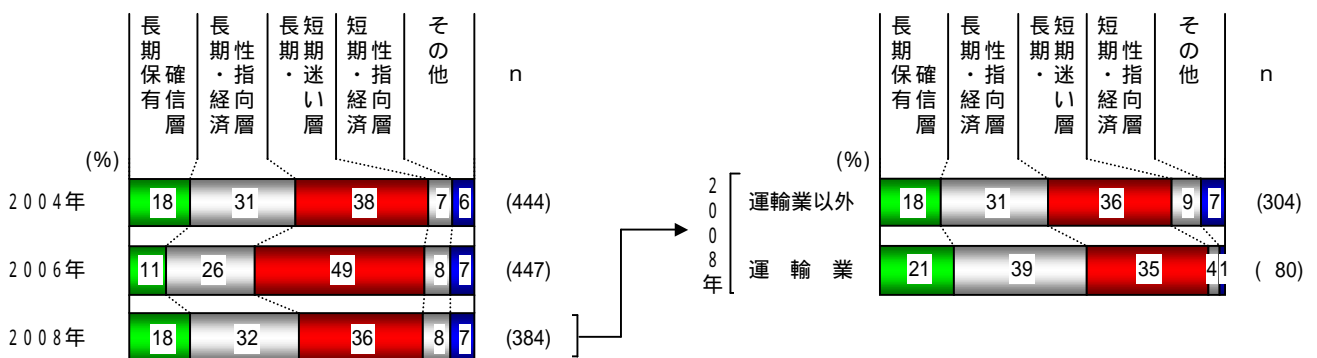 長期保有確信層
長期・経済性指向層
長期・短期迷い層
短期・経済性指向層
その他
n
(%)
2004年 18 31 38 7 6 (444)
2006年 11 26 49 8 7 (447)
2008年 18 32 36 8 7 (384)
長期保有確信層
長期・経済性指向層
長期・短期迷い層
短期・経済性指向層
その他
n
(%)
2008年
運輸業以外 18 31 36 9 7 (304)
運輸業 21 39 35 4 1 ( 80)